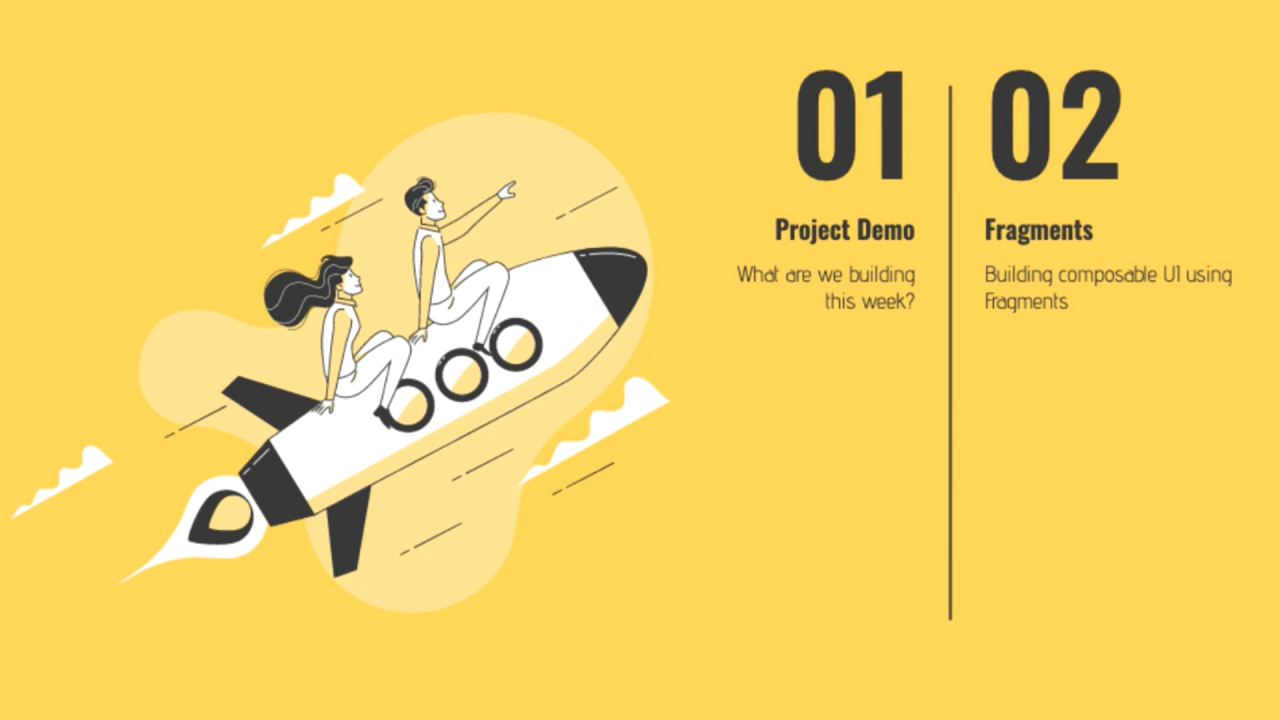 01
Project Demo
What are we building
this week?
02
Fragments
Building composable UI using
Fragments